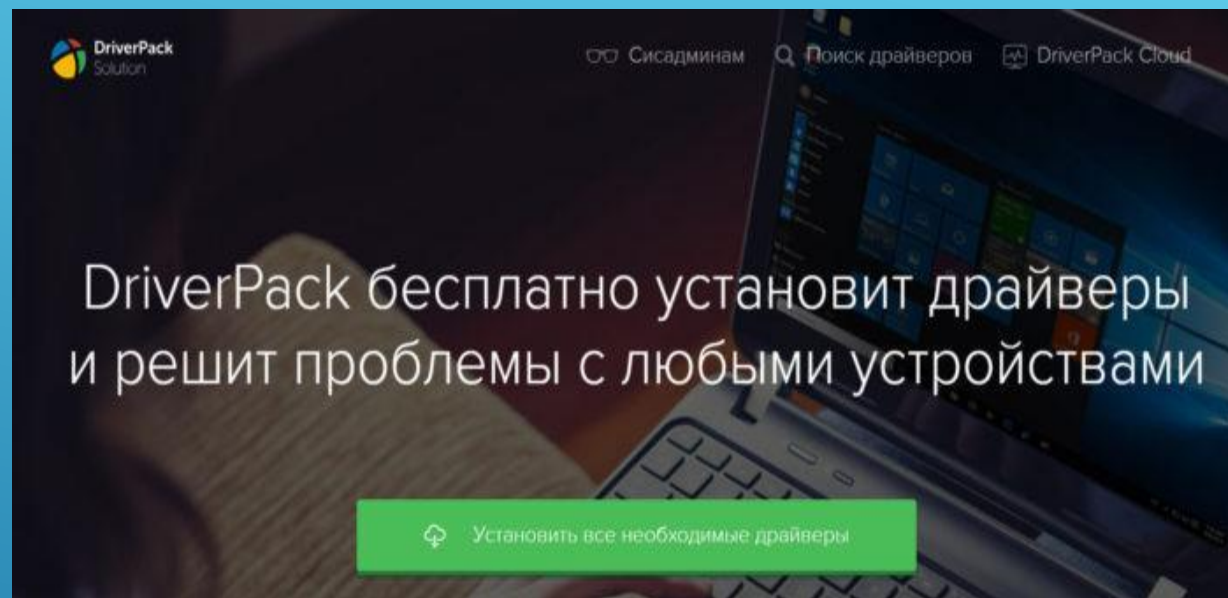 DriverPack
Solution
Сисадминам
Поиск драйверов
DriverPack Cloud
DriverPack бесплатно установит драйверы
и решит проблемы с любыми устройствами
Установить все необходимые драйверы